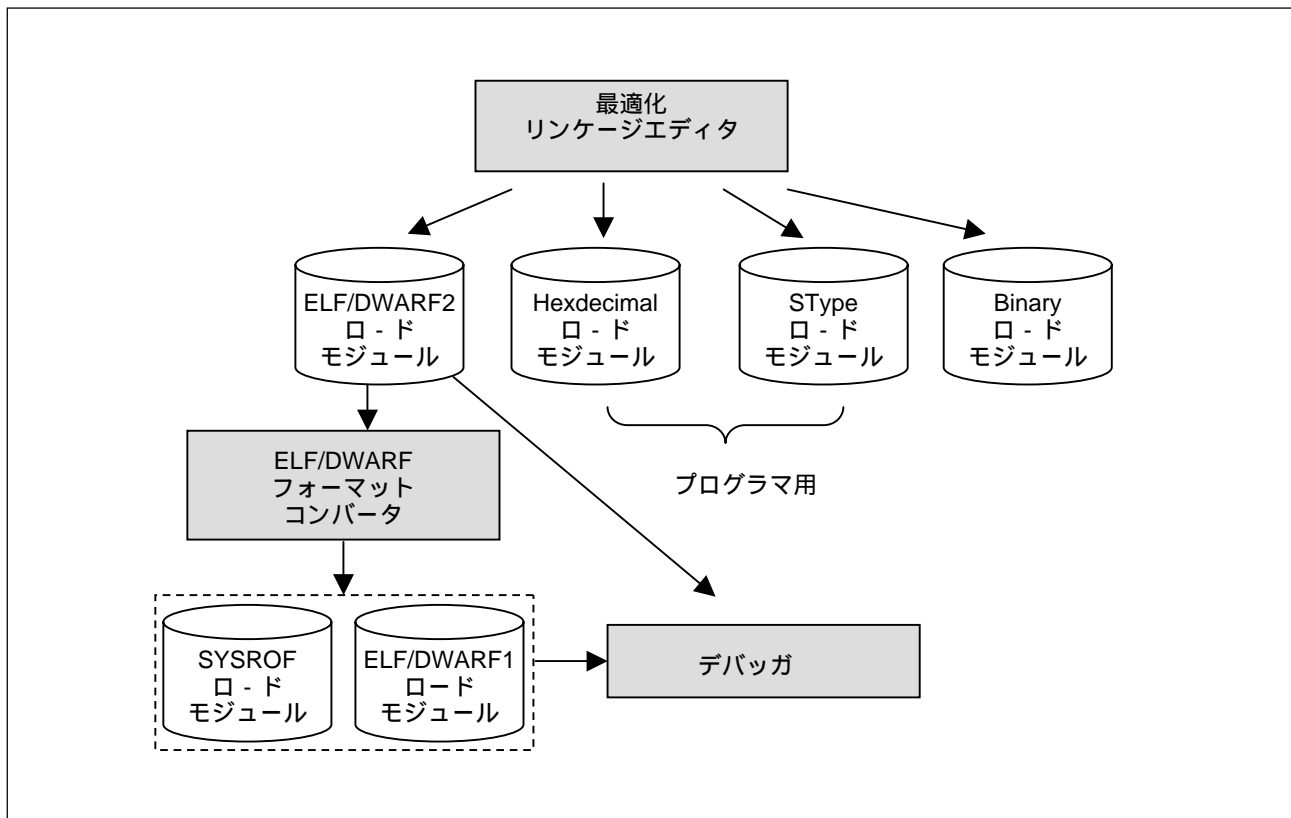 最適化
リンケージエディタ
ELF/DWARF2
ロ - ド
モジュール
Hexdecimal
ロ - ド
モジュール
SType
ロ - ド
モジュール
Binary
ロ - ド
モジュール
ELF/DWARF
フォーマット
コンバータ
プログラマ用
SYSROF
ロ - ド
モジュール
ELF/DWARF1
ロード
モジュール
デバッガ